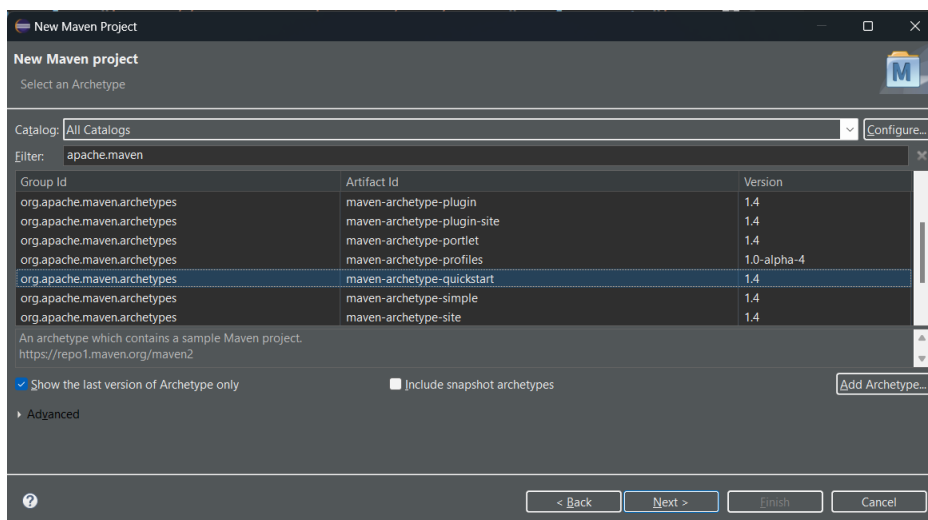 New Maven Project
New Maven project
Select an Archetype
M
Catalog: All Catalogs Configure...
Filter: apache.maven
Group Id Artifact Id Version
org.apache.maven.archetypes maven-archetype-plugin 1.4
org.apache.maven.archetypes maven-archetype-plugin-site 1.4
org.apache.maven.archetypes maven-archetype-portlet 1.4
org.apache.maven.archetypes maven-archetype-profiles 1.0-alpha-4
org.apache.maven.archetypes maven-archetype-quickstart 1.4
org.apache.maven.archetypes maven-archetype-simple 1.4
org.apache.maven.archetypes maven-archetype-site 1.4
An archetype which contains a sample Maven project.
https://repo1.maven.org/maven2
Show the last version of Archetype only Include snapshot archetypes Add Archetype...
Advanced
? < Back Next > Finish Cancel